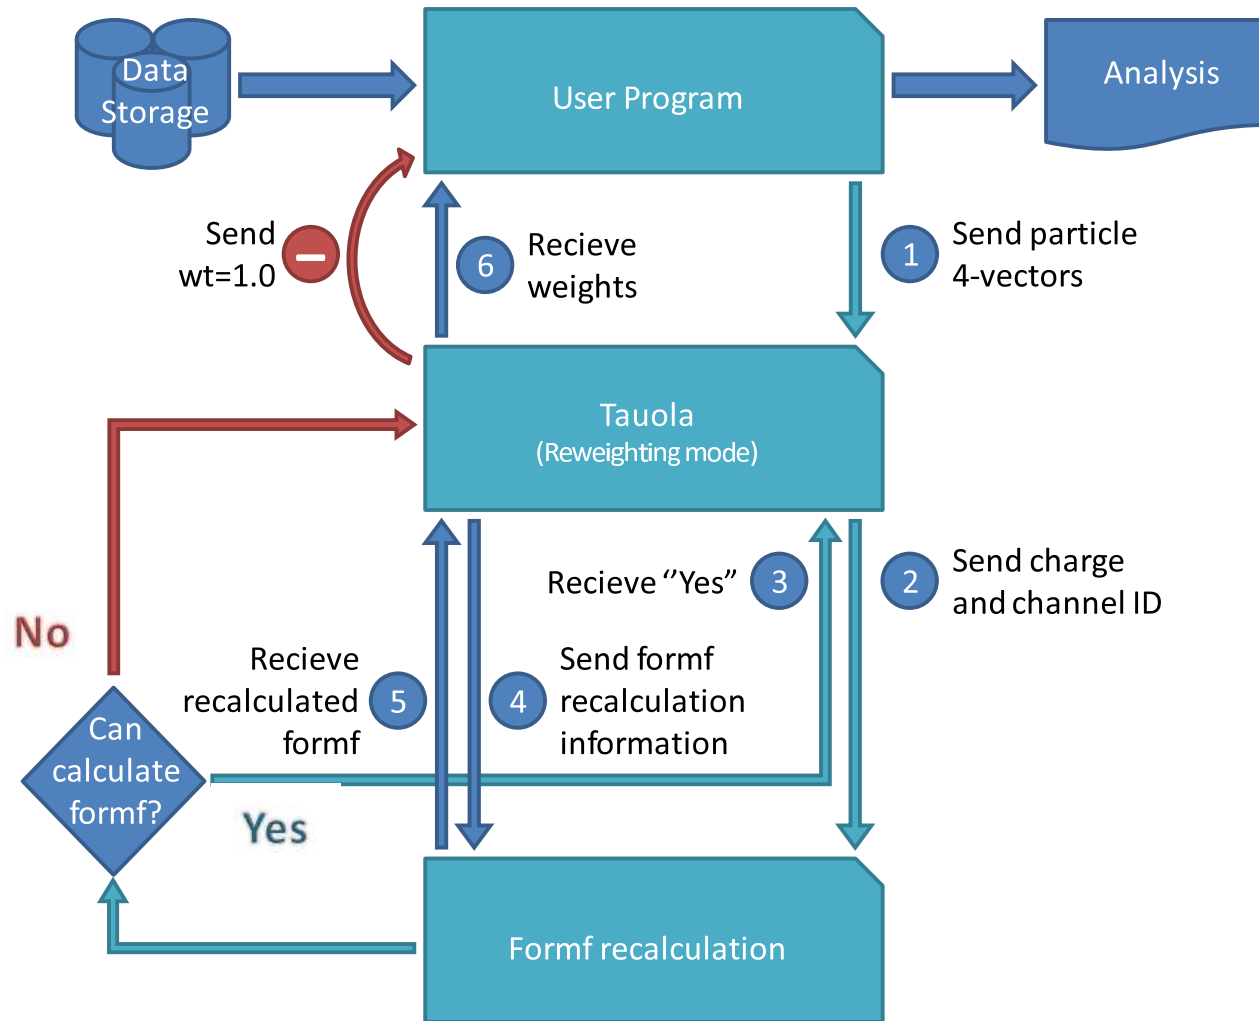 Data
Storage
User Program
Analysis
Send
wt=1.0
–
6
Recieve
weights
1
Send particle
4-vectors
Tauola
(Reweighting mode)
Recieve “Yes”
3
2
Send charge
and channel ID
No
Recieve
recalculated
formf
5
4
Send formf
recalculation
information
Can
calculate
formf?
Yes
Formf recalculation